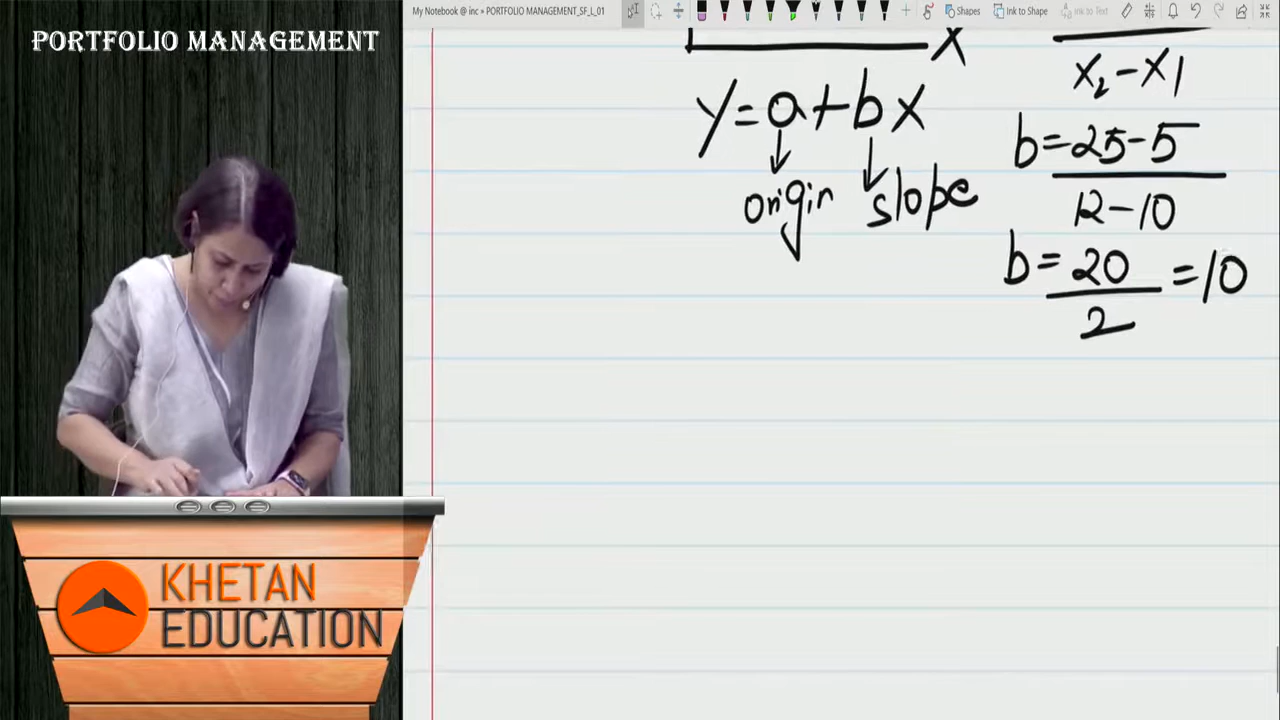 PORTFOLIO MANAGEMENT
My Notebook @ inc » PORTFOLIO MANAGEMENT_SF_L_01
Shapes
Ink to Shape
Ink to Text
X
y=a+bx
origin
slope
x2-x1
b=25-5
12-10
b=20
2
=10
KHETAN
EDUCATION